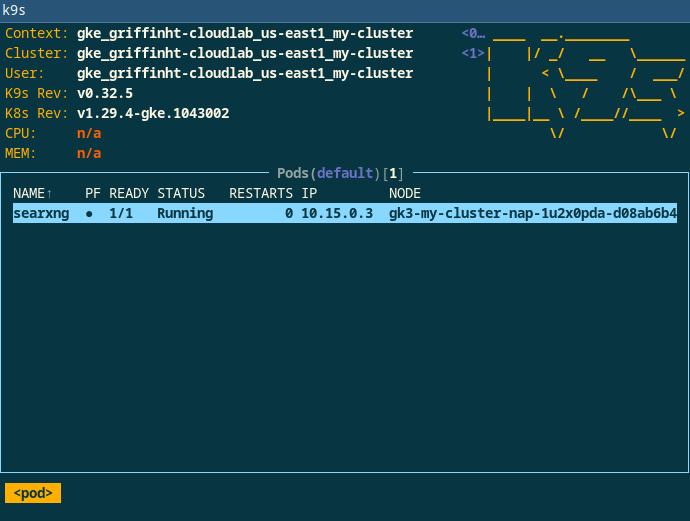 k9s
Context: gke_griffinht-cloudlab_us-east1_my-cluster <0…
Cluster: gke_griffinht-cloudlab_us-east1_my-cluster <1>
User: gke_griffinht-cloudlab_us-east1_my-cluster
K9s Rev: v0.32.5
K8s Rev: v1.29.4-gke.1043002
CPU: n/a
MEM: n/a
Pods(default)[1]
NAME↑ PF READY STATUS RESTARTS IP NODE
searxng ● 1/1 Running 0 10.15.0.3 gk3-my-cluster-nap-1u2x0pda-d08ab6b4
<pod>